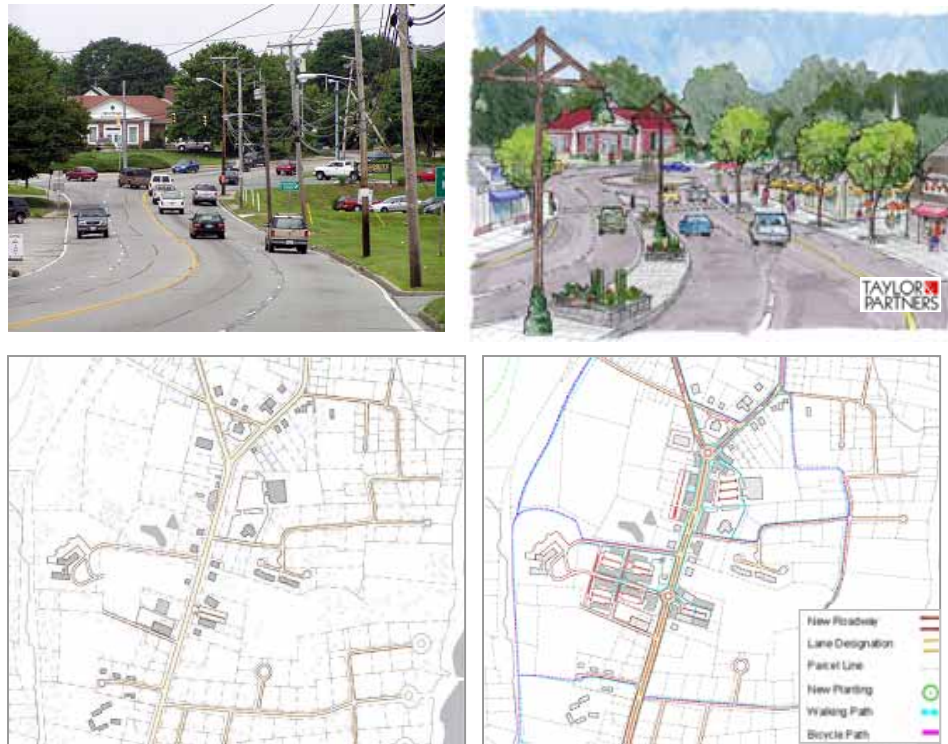 TAYLOR &
PARTNERS
New Roadway
Lane Designation
Parcel Line
New Planting
Walking Path
Bicycle Path